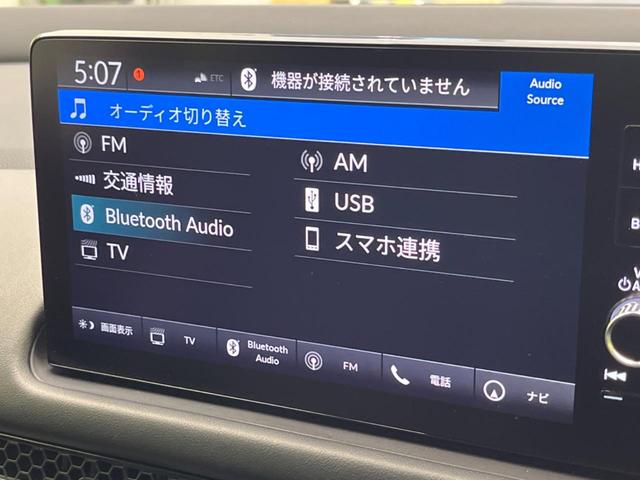 5:07
1
ETC
機器が接続されていません
Audio
Source
オーディオ切り替え
FM
AM
交通情報
USB
Bluetooth Audio
スマホ連携
TV
画面表示
TV
Bluetooth
Audio
FM
電話
ナビ